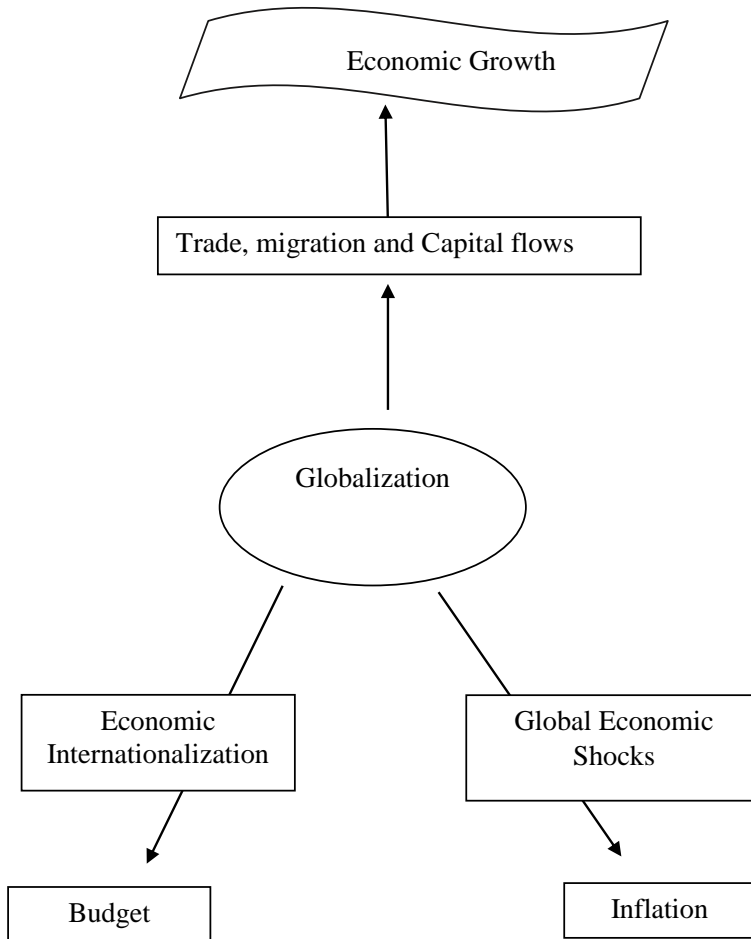 Economic Growth
Trade, migration and Capital flows
Globalization
Economic
Internationalization
Global Economic
Shocks
Budget
Inflation